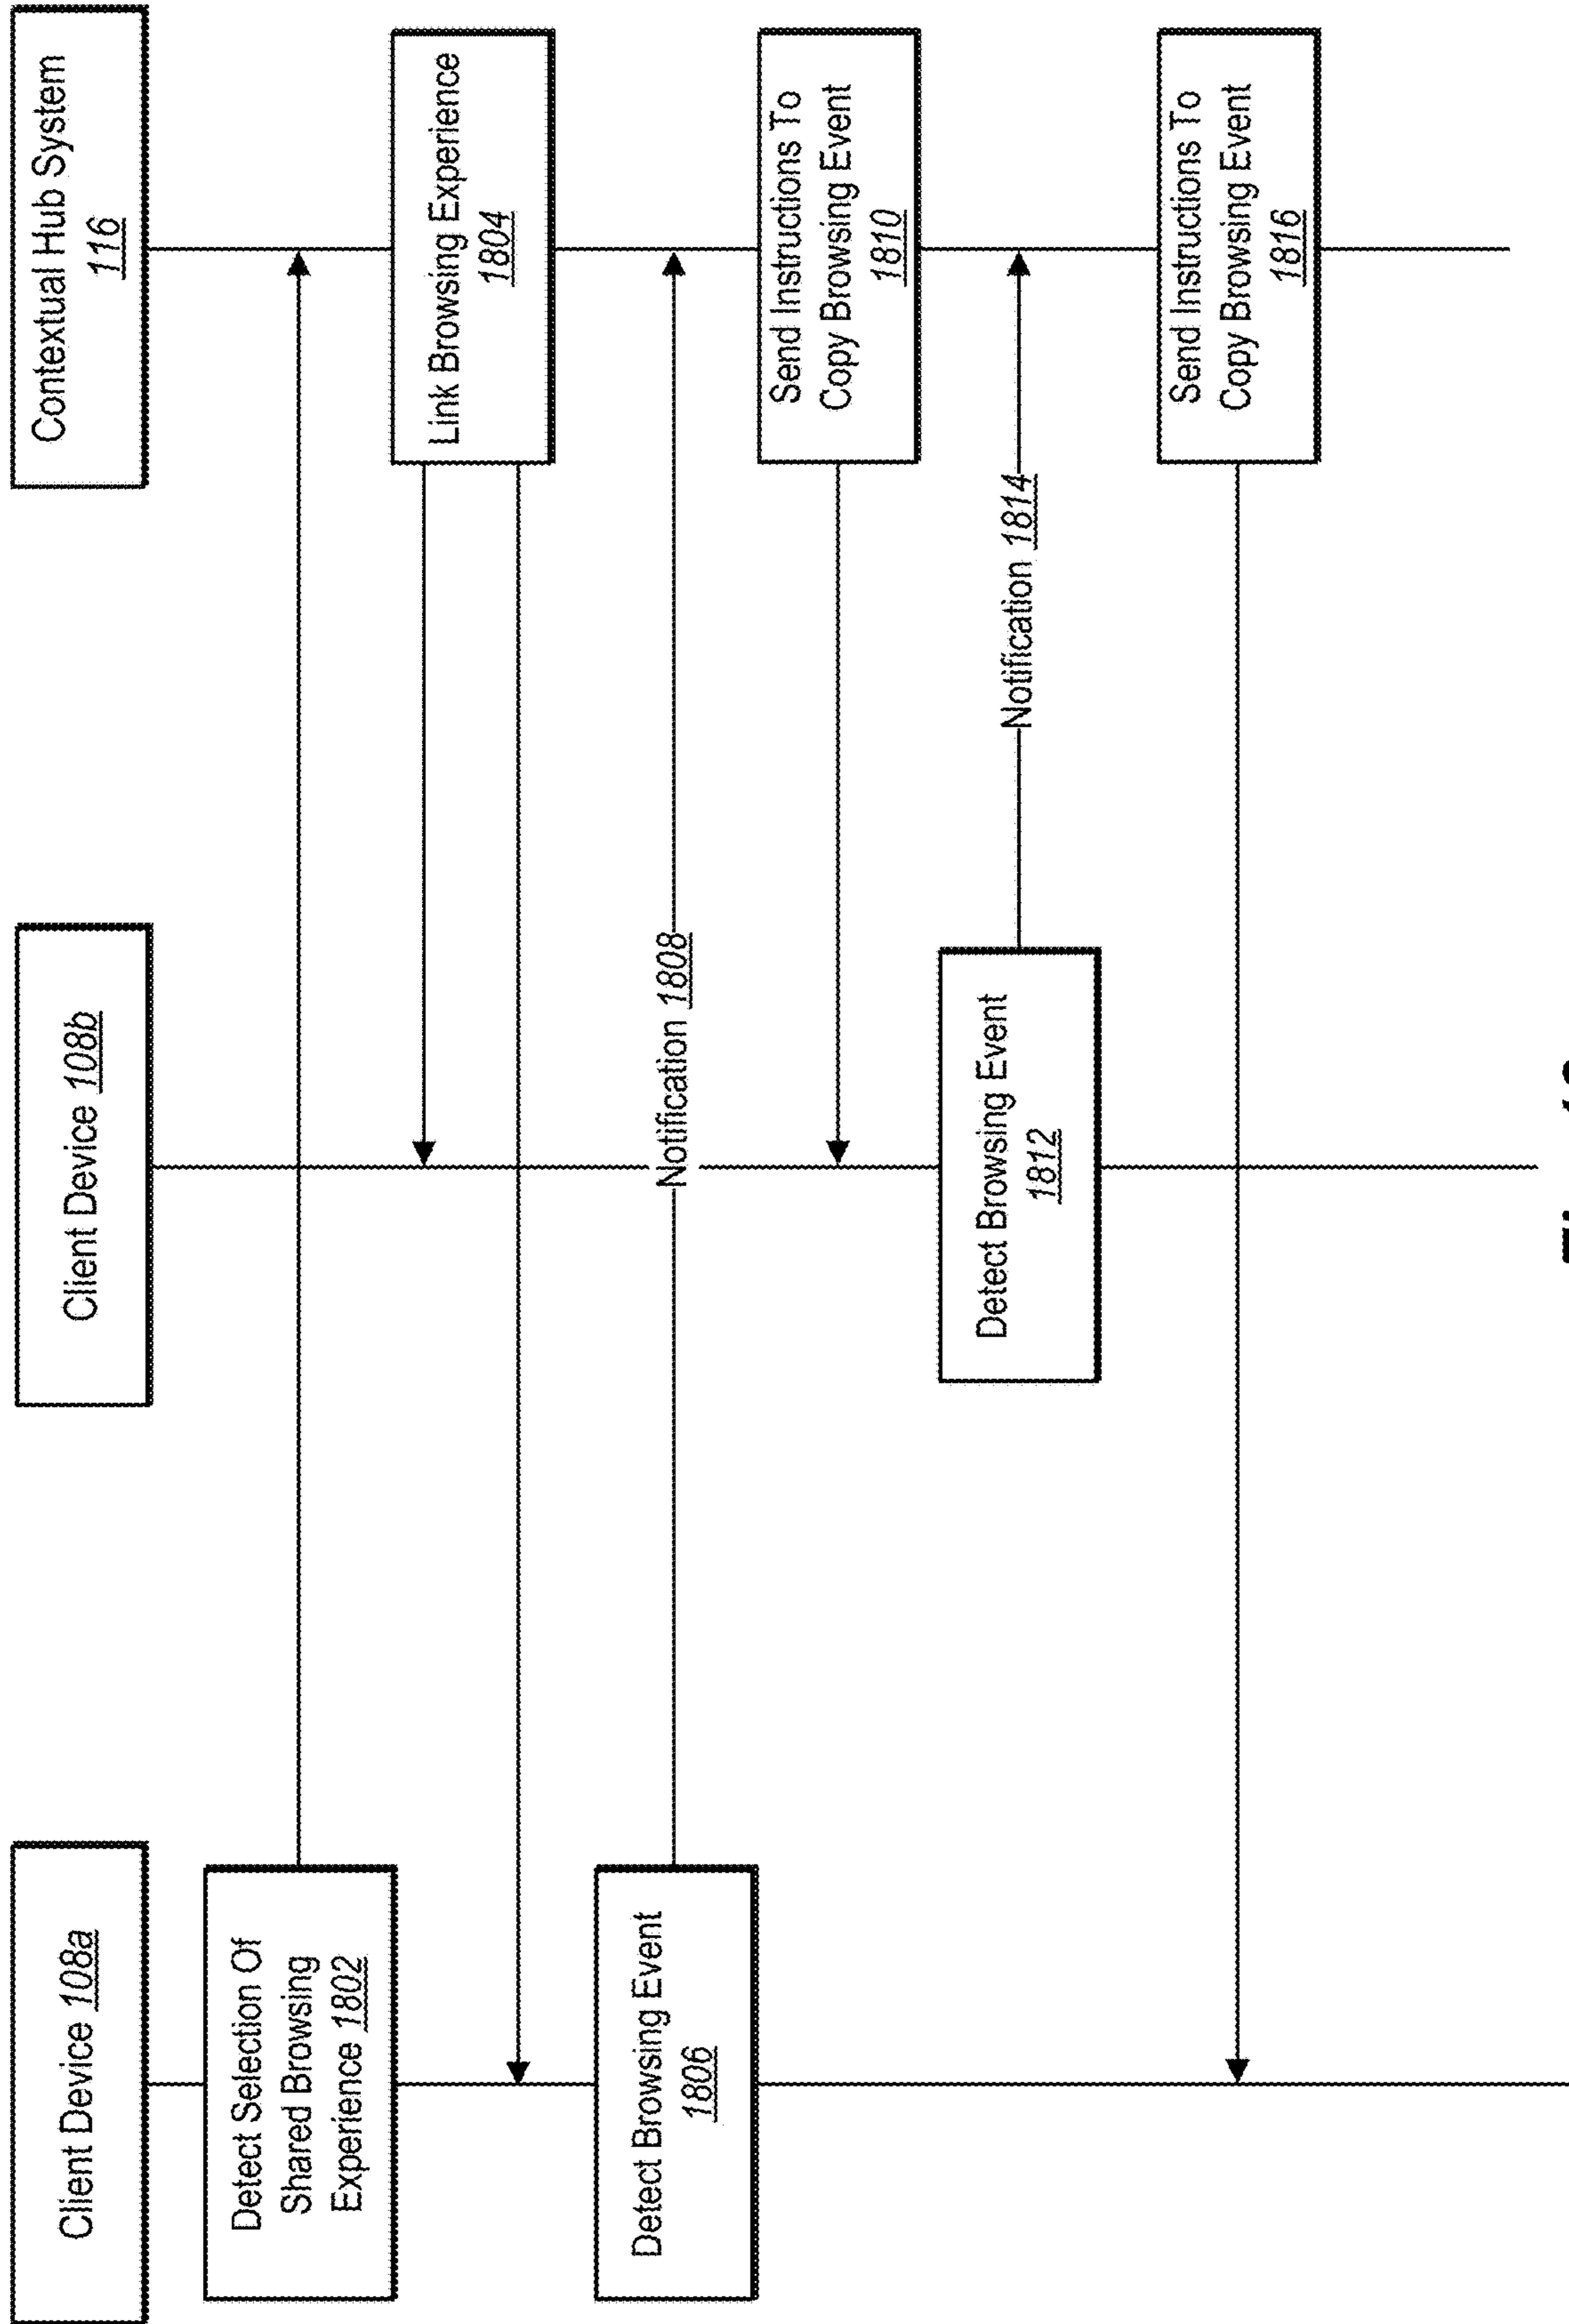 Client Device 108a
Client Device 108b
Contextual Hub System
116
Detect Selection Of
Shared Browsing
Experience 1802
Link Browsing Experience
1804
Detect Browsing Event
1806
Notification 1808
Send Instructions To
Copy Browsing Event
1810
Detect Browsing Event
1812
Notification 1814
Send Instructions To
Copy Browsing Event
1816